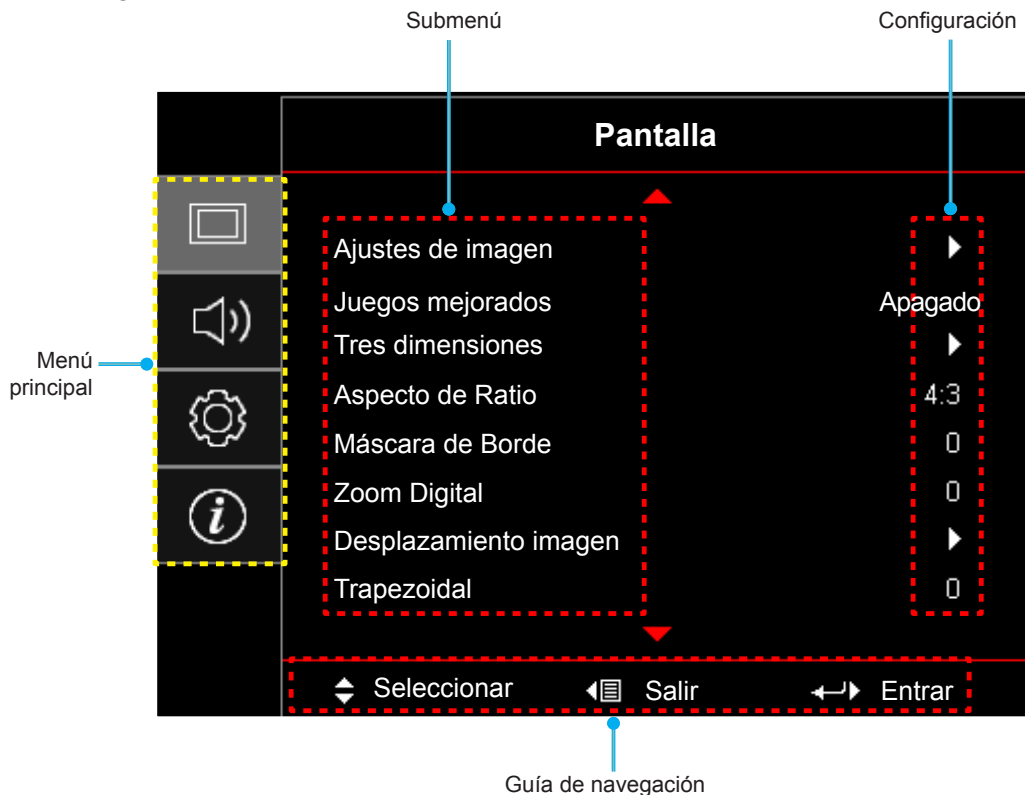 Submenú
Configuración
Pantalla
Ajustes de imagen
Juegos mejorados Apagado
Tres dimensiones
Menú
principal
Aspecto de Ratio 4:3
Máscara de Borde 0
Zoom Digital 0
Desplazamiento imagen
Trapezoidal 0
Seleccionar Salir Entrar
Guía de navegación